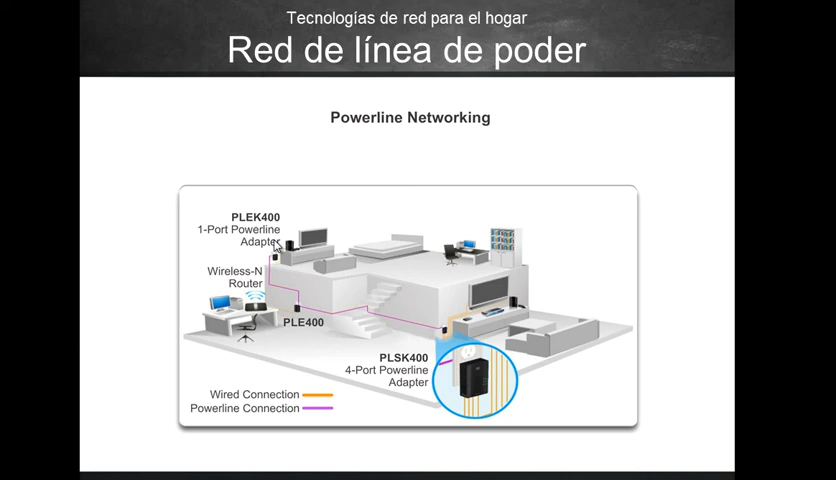 Tecnologías de red para el hogar
Red de línea de poder
Powerline Networking
PLEK400
1-Port Powerline
Adapter
Wireless-N
Router
PLE400
PLSK400
4-Port Powerline
Adapter
Wired Connection
Powerline Connection